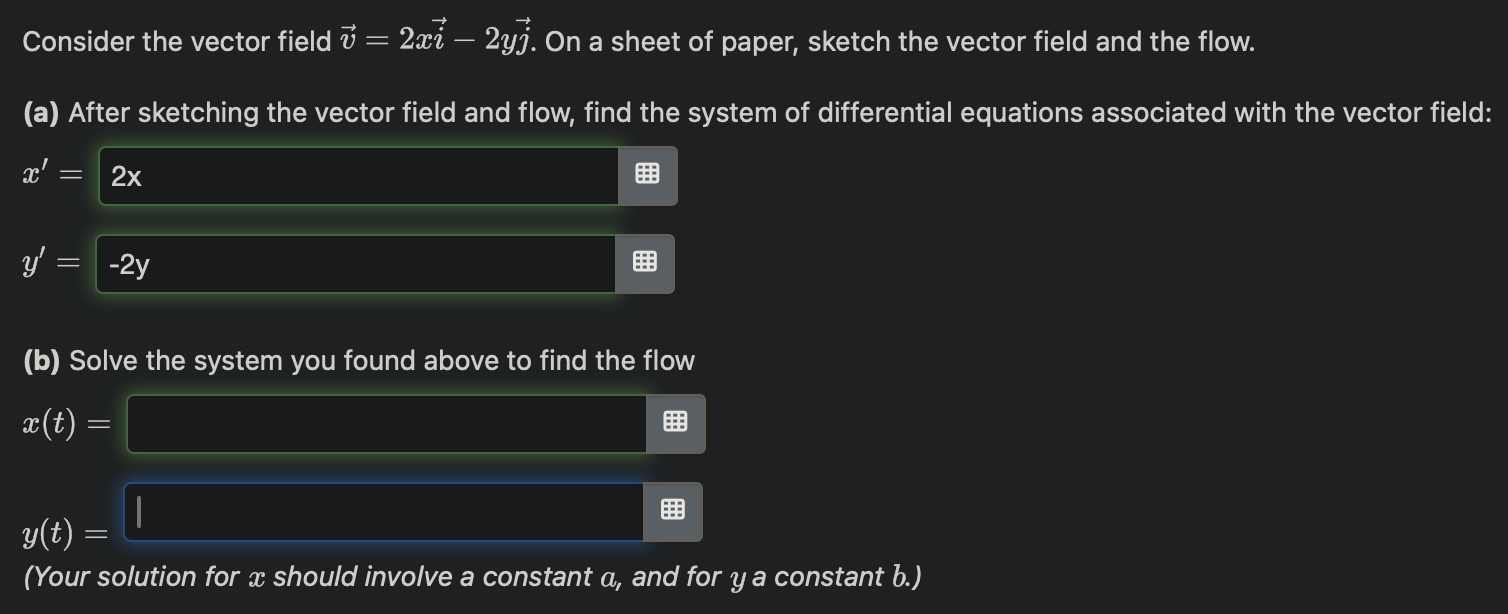 Consider the vector field $\vec{v} = 2x\vec{i} - 2y\vec{j}$. On a sheet of paper, sketch the vector field and the flow.
(a) After sketching the vector field and flow, find the system of differential equations associated with the vector field:
$x' =$ 2x
$y' =$ -2y
(b) Solve the system you found above to find the flow
$x(t) =$
$y(t) =$
(Your solution for $x$ should involve a constant $a$, and for $y$ a constant $b$.)